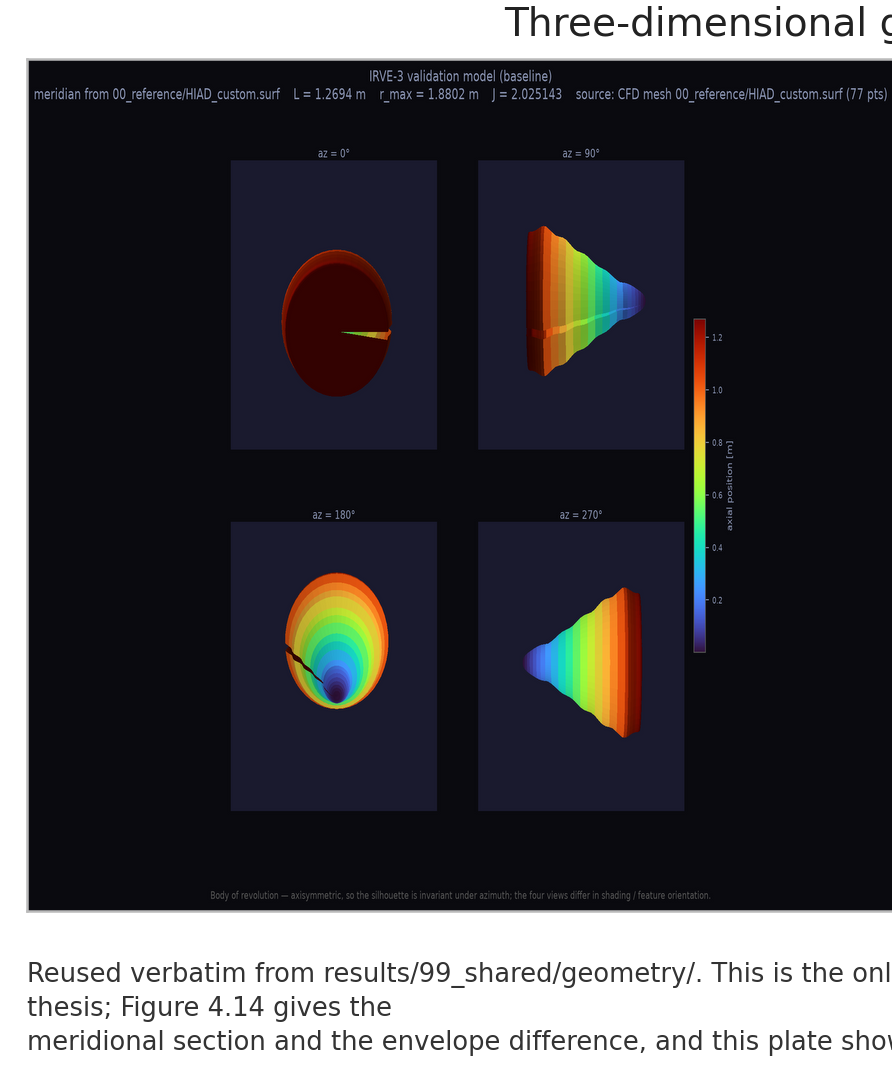 Three-dimensional g
IRVE-3 validation model (baseline)
meridian from 00_reference/HIAD_custom.surf    L = 1.2694 m    r_max = 1.8802 m    J = 2.025143    source: CFD mesh 00_reference/HIAD_custom.surf (77 pts)
az = 0°
az = 90°
1.2
1.0
0.8
0.6
0.4
0.2
axial position [m]
az = 180°
az = 270°
Body of revolution — axisymmetric, so the silhouette is invariant under azimuth; the four views differ in shading / feature orientation.
Reused verbatim from results/99_shared/geometry/. This is the onl
thesis; Figure 4.14 gives the
meridional section and the envelope difference, and this plate sho